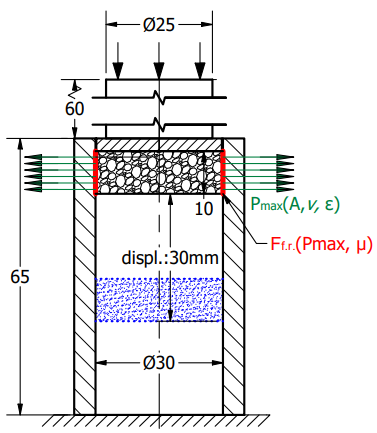 Ø25
60
10
Pmax(A,ν, ε)
Ff.r.(Pmax, μ)
displ.:30mm
65
Ø30